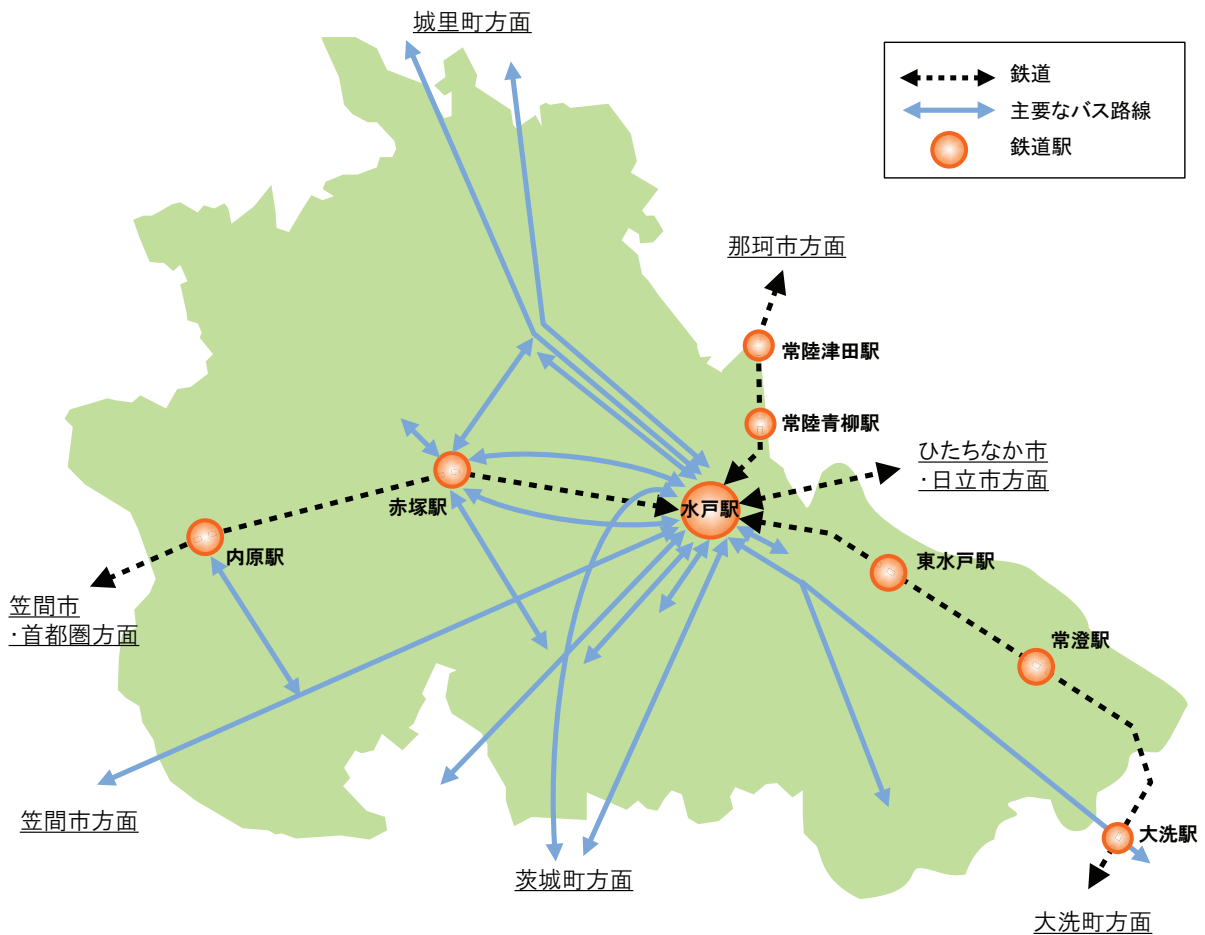 城里町方面
鉄道
主要なバス路線
鉄道駅
那珂市方面
常陸津田駅
常陸青柳駅
ひたちなか市
・日立市方面
赤塚駅
水戸駅
内原駅
東水戸駅
笠間市
・首都圏方面
常澄駅
笠間市方面
大洗駅
茨城町方面
大洗町方面